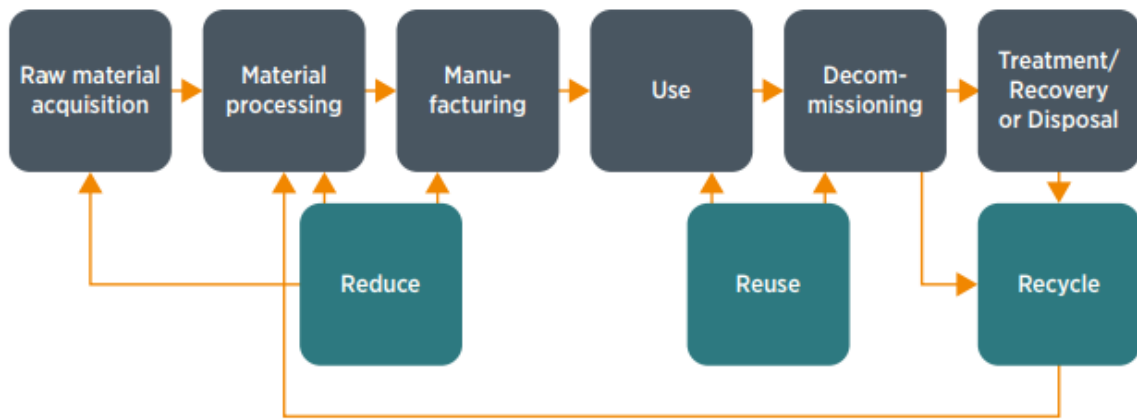 Raw material
acquisition
Material
processing
Manu-
facturing
Use
Decom-
missioning
Treatment/
Recovery
or Disposal
Reduce
Reuse
Recycle